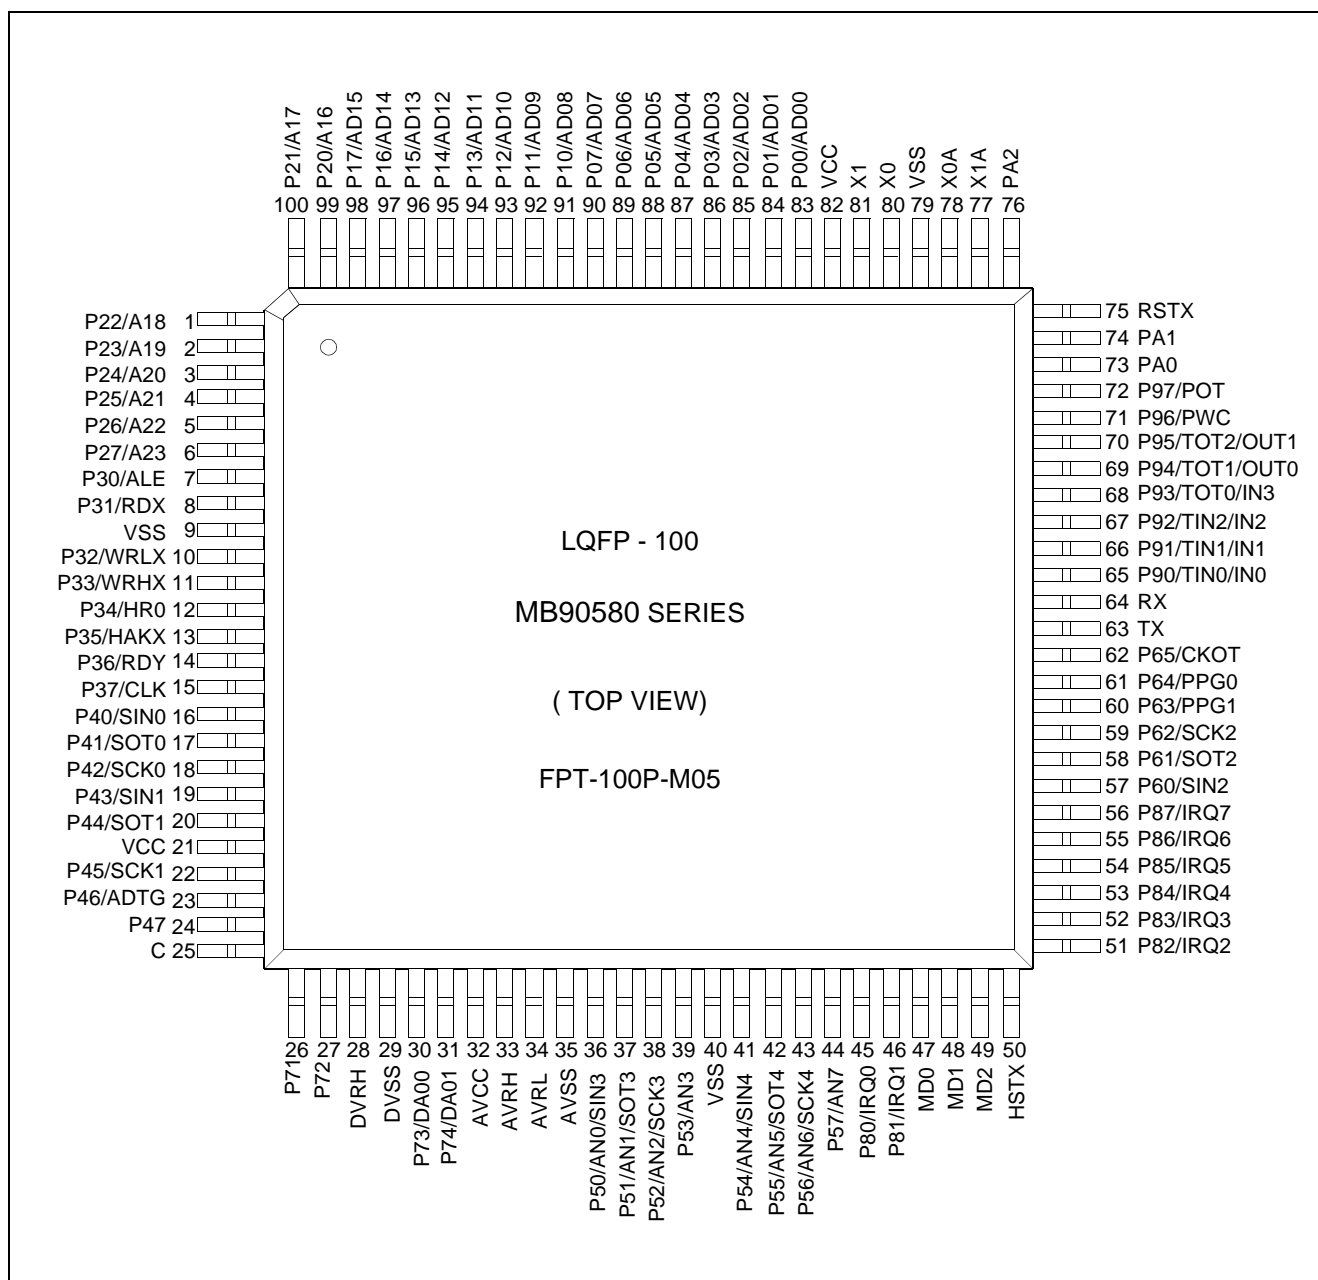 P21/A17
P20/A16
P17/AD15
P16/AD14
P15/AD13
P14/AD12
P13/AD11
P12/AD10
P11/AD09
P10/AD08
P07/AD07
P06/AD06
P05/AD05
P04/AD04
P03/AD03
P02/AD02
P01/AD01
P00/AD00
VCC
X1
X0
VSS
X0A
X1A
PA2
100 99 98 97 96 95 94 93 92 91 90 89 88 87 86 85 84 83 82 81 80 79 78 77 76
P22/A18 1
P23/A19 2
P24/A20 3
P25/A21 4
P26/A22 5
P27/A23 6
P30/ALE 7
P31/RDX 8
VSS 9
P32/WRLX 10
P33/WRHX 11
P34/HR0 12
P35/HAKX 13
P36/RDY 14
P37/CLK 15
P40/SIN0 16
P41/SOT0 17
P42/SCK0 18
P43/SIN1 19
P44/SOT1 20
VCC 21
P45/SCK1 22
P46/ADTG 23
P47 24
C 25
LQFP - 100
MB90580 SERIES
( TOP VIEW)
FPT-100P-M05
75 RSTX
74 PA1
73 PA0
72 P97/POT
71 P96/PWC
70 P95/TOT2/OUT1
69 P94/TOT1/OUT0
68 P93/TOT0/IN3
67 P92/TIN2/IN2
66 P91/TIN1/IN1
65 P90/TIN0/IN0
64 RX
63 TX
62 P65/CKOT
61 P64/PPG0
60 P63/PPG1
59 P62/SCK2
58 P61/SOT2
57 P60/SIN2
56 P87/IRQ7
55 P86/IRQ6
54 P85/IRQ5
53 P84/IRQ4
52 P83/IRQ3
51 P82/IRQ2
26 27 28 29 30 31 32 33 34 35 36 37 38 39 40 41 42 43 44 45 46 47 48 49 50
P71
P72
DVRH
DVSS
P73/DA00
P74/DA01
AVCC
AVRH
AVRL
AVSS
P50/AN0/SIN3
P51/AN1/SOT3
P52/AN2/SCK3
P53/AN3
VSS
P54/AN4/SIN4
P55/AN5/SOT4
P56/AN6/SCK4
P57/AN7
P80/IRQ0
P81/IRQ1
MD0
MD1
MD2
HSTX